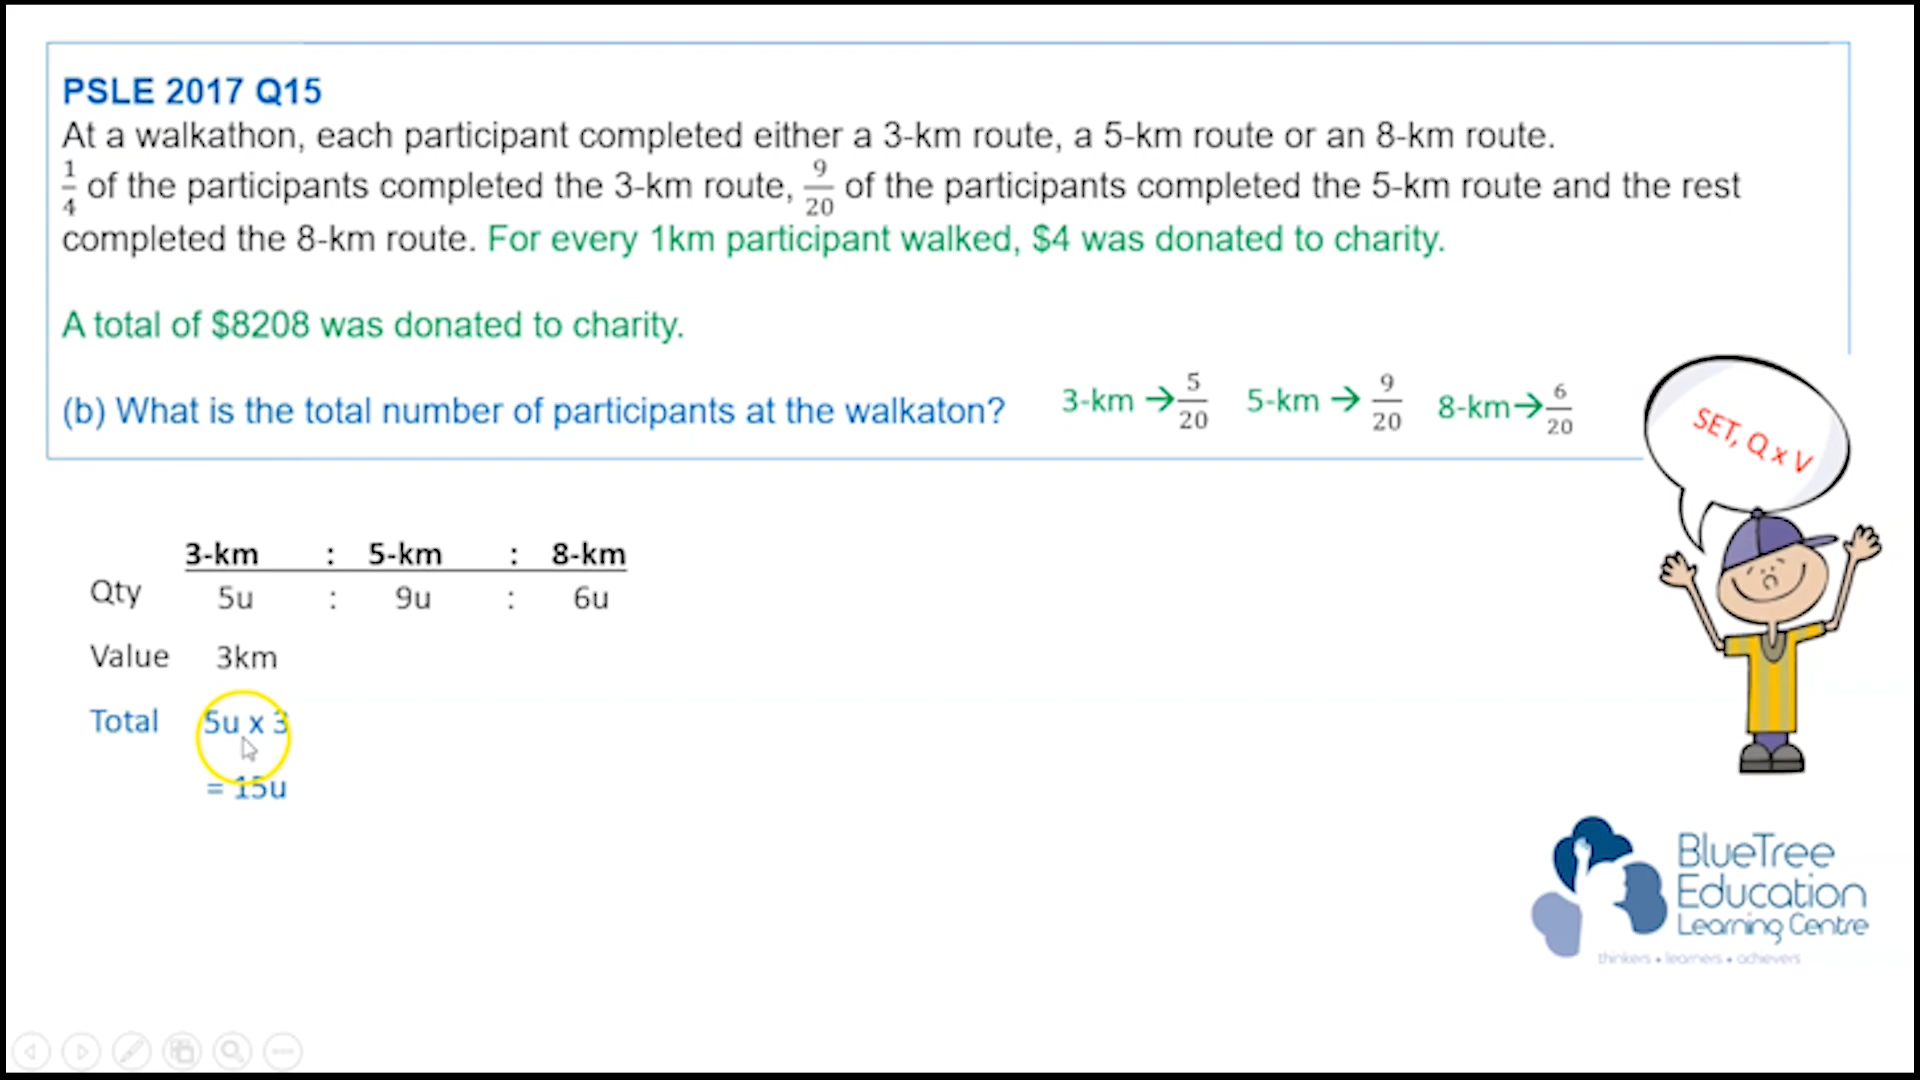 PSLE 2017 Q15
At a walkathon, each participant completed either a 3-km route, a 5-km route or an 8-km route.
1/4 of the participants completed the 3-km route, 9/20 of the participants completed the 5-km route and the rest
completed the 8-km route. For every 1km participant walked, $4 was donated to charity.
A total of $8208 was donated to charity.
(b) What is the total number of participants at the walkaton? 3-km → 5/20 5-km → 9/20 8-km → 6/20
SET, Q x V
3-km : 5-km : 8-km
Qty 5u : 9u : 6u
Value 3km
Total 5u x 3
= 15u
BlueTree
Education
Learning Centre
thinkers • learners • achievers